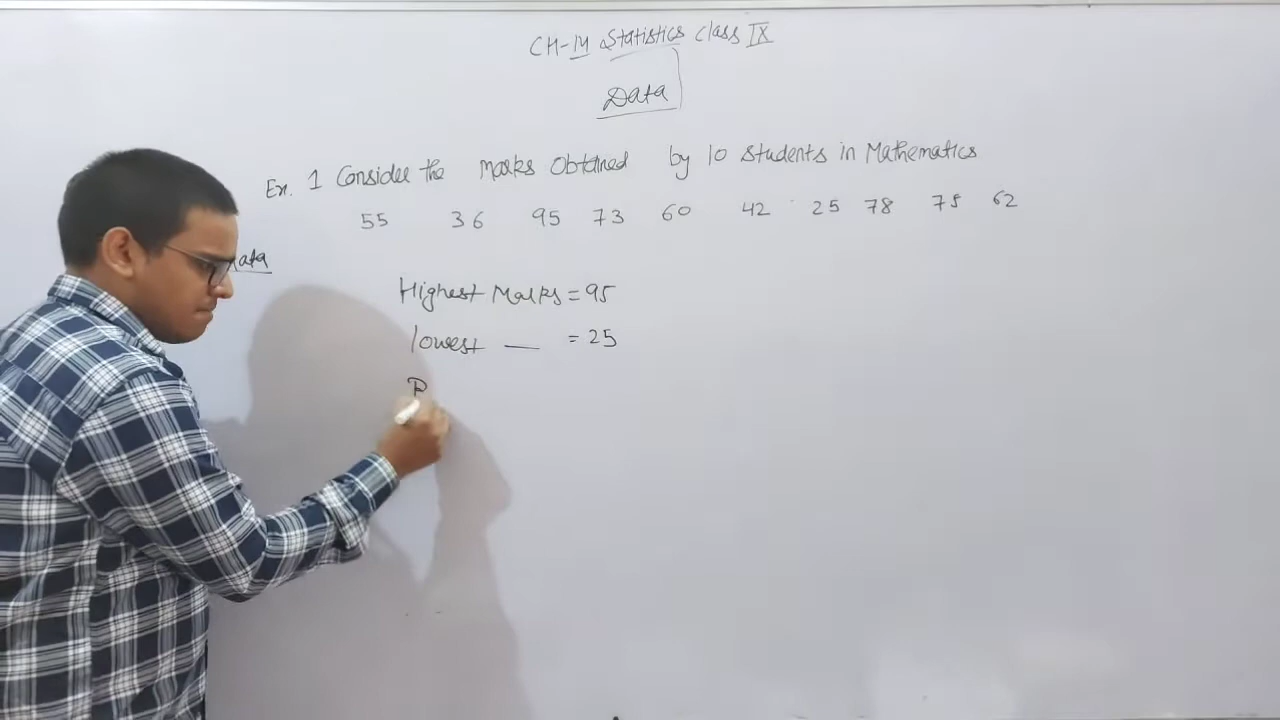 CH-14 Statistics Class IX
Data
Ex. 1 Consider the Marks Obtained by 10 Students in Mathematics
55 36 95 73 60 42 25 78 75 62
Highest Marks = 95
lowest — = 25
R